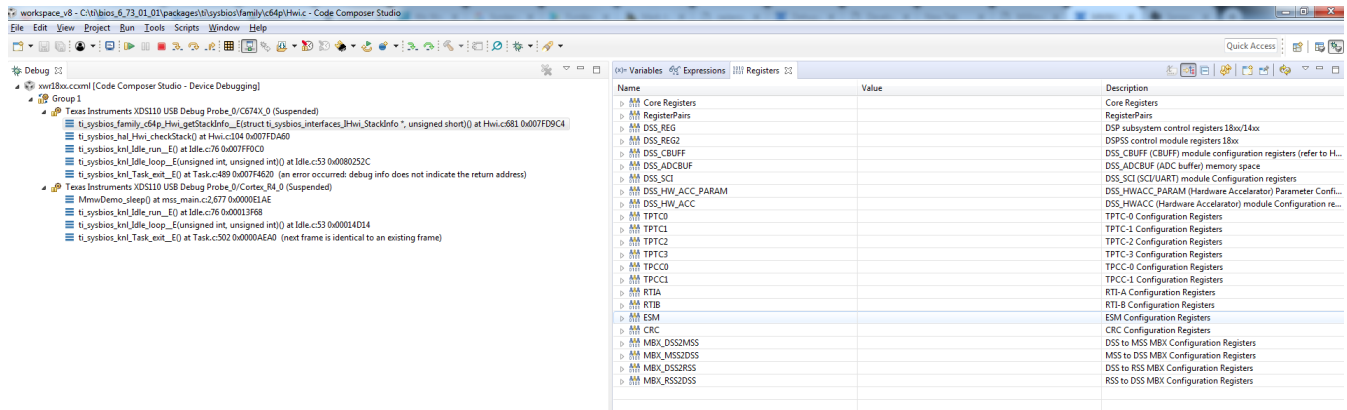 workspace_v8 - C:\ti\bios_6_73_01_01\packages\ti\sysbios\family\c64p\Hwi.c - Code Composer Studio
File Edit View Project Run Tools Scripts Window Help
Quick Access
Debug
xwr18xx.ccxml [Code Composer Studio - Device Debugging]
Group 1
Texas Instruments XDS110 USB Debug Probe_0/C674X_0 (Suspended)
ti_sysbios_family_c64p_Hwi_getStackInfo__E(struct ti_sysbios_interfaces_IHwi_StackInfo *, unsigned short)() at Hwi.c:681 0x007FD9C4
ti_sysbios_hal_Hwi_checkStack() at Hwi.c:104 0x007FDA60
ti_sysbios_knl_Idle_run__E() at Idle.c:76 0x007FF0C0
ti_sysbios_knl_Idle_loop__E(unsigned int, unsigned int)() at Idle.c:53 0x0080252C
ti_sysbios_knl_Task_exit__E() at Task.c:489 0x007F4620 (an error occurred: debug info does not indicate the return address)
Texas Instruments XDS110 USB Debug Probe_0/Cortex_R4_0 (Suspended)
MmwDemo_sleep() at mss_main.c:2,677 0x0000E1AE
ti_sysbios_knl_Idle_run__E() at Idle.c:76 0x00013F68
ti_sysbios_knl_Idle_loop__E(unsigned int, unsigned int)() at Idle.c:53 0x00014D14
ti_sysbios_knl_Task_exit__E() at Task.c:502 0x0000AEA0 (next frame is identical to an existing frame)
(x)= Variables Expressions Registers
Name Value Description
Core Registers Core Registers
RegisterPairs RegisterPairs
DSS_REG DSP subsystem control registers 18xx/14xx
DSS_REG2 DSPSS control module registers 18xx
DSS_CBUFF DSS_CBUFF (CBUFF) module configuration registers (refer to H...
DSS_ADCBUF DSS_ADCBUF (ADC buffer) memory space
DSS_SCI DSS_SCI (SCI/UART) module Configuration registers
DSS_HW_ACC_PARAM DSS_HWACC_PARAM (Hardware Accelarator) Parameter Confi...
DSS_HW_ACC DSS_HWACC (Hardware Accelarator) module Configuration re...
TPTC0 TPTC-0 Configuration Registers
TPTC1 TPTC-1 Configuration Registers
TPTC2 TPTC-2 Configuration Registers
TPTC3 TPTC-3 Configuration Registers
TPCC0 TPCC-0 Configuration Registers
TPCC1 TPCC-1 Configuration Registers
RTIA RTI-A Configuration Registers
RTIB RTI-B Configuration Registers
ESM ESM Configuration Registers
CRC CRC Configuration Registers
MBX_DSS2MSS DSS to MSS MBX Configuration Registers
MBX_MSS2DSS MSS to DSS MBX Configuration Registers
MBX_DSS2RSS DSS to RSS MBX Configuration Registers
MBX_RSS2DSS RSS to DSS MBX Configuration Registers